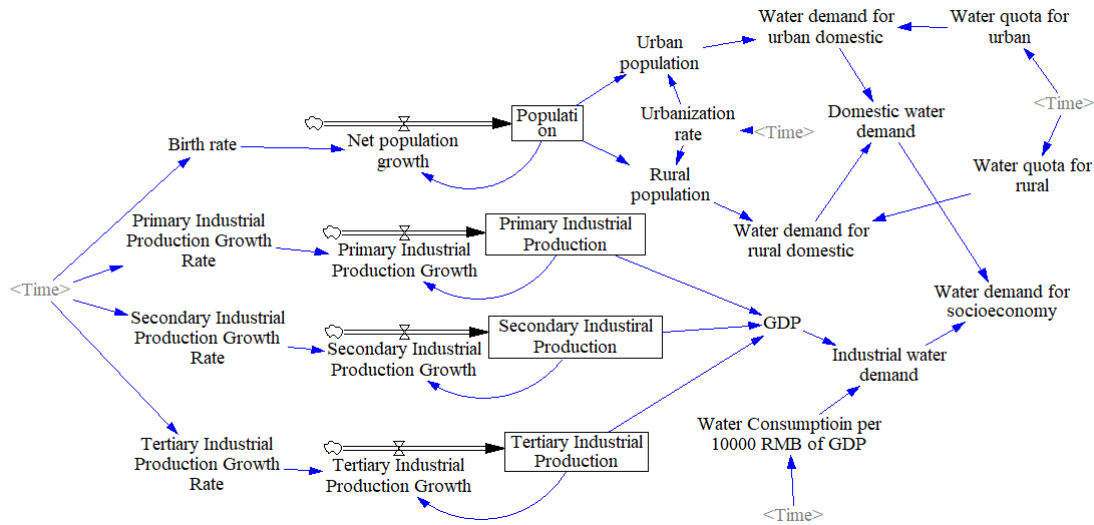 Water demand for
urban domestic
Water quota for
urban
Urban
population
<Time>
Populati
on
Urbanization
rate
<Time>
Domestic water
demand
Birth rate
Net population
growth
Rural
population
Water quota for
rural
Primary Industrial
Production Growth
Rate
Primary Industrial
Production Growth
Primary Industrial
Production
Water demand for
rural domestic
<Time>
Water demand for
socioeconomy
Secondary Industrial
Production Growth
Rate
Secondary Industrial
Production Growth
Secondary Industiral
Production
GDP
Industrial water
demand
Water Consumptioin per
10000 RMB of GDP
Tertiary Industrial
Production Growth
Rate
Tertiary Industrial
Production Growth
Tertiary Industrial
Production
<Time>